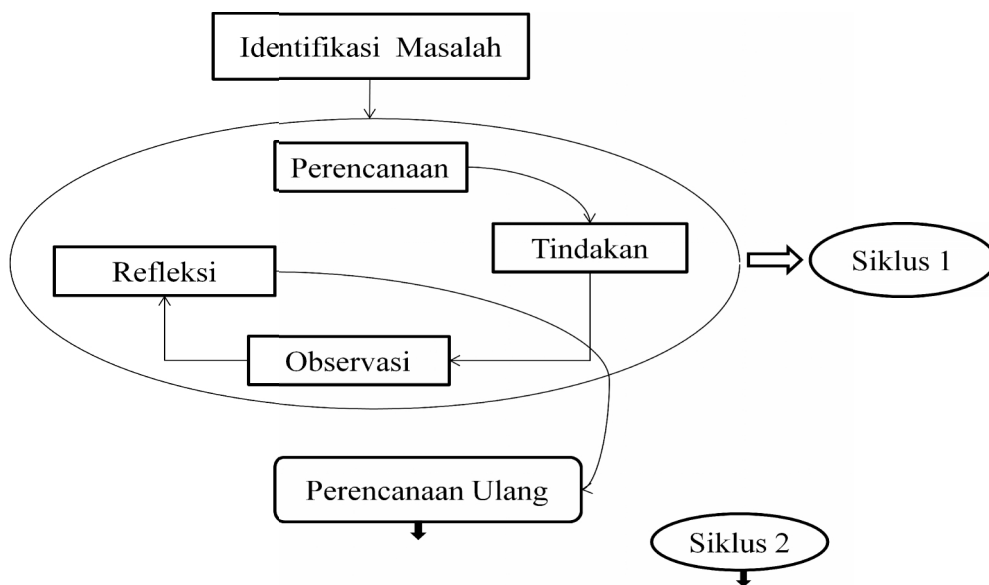 Identifikasi Masalah
Perencanaan
Tindakan
Siklus 1
Refleksi
Observasi
Perencanaan Ulang
Siklus 2